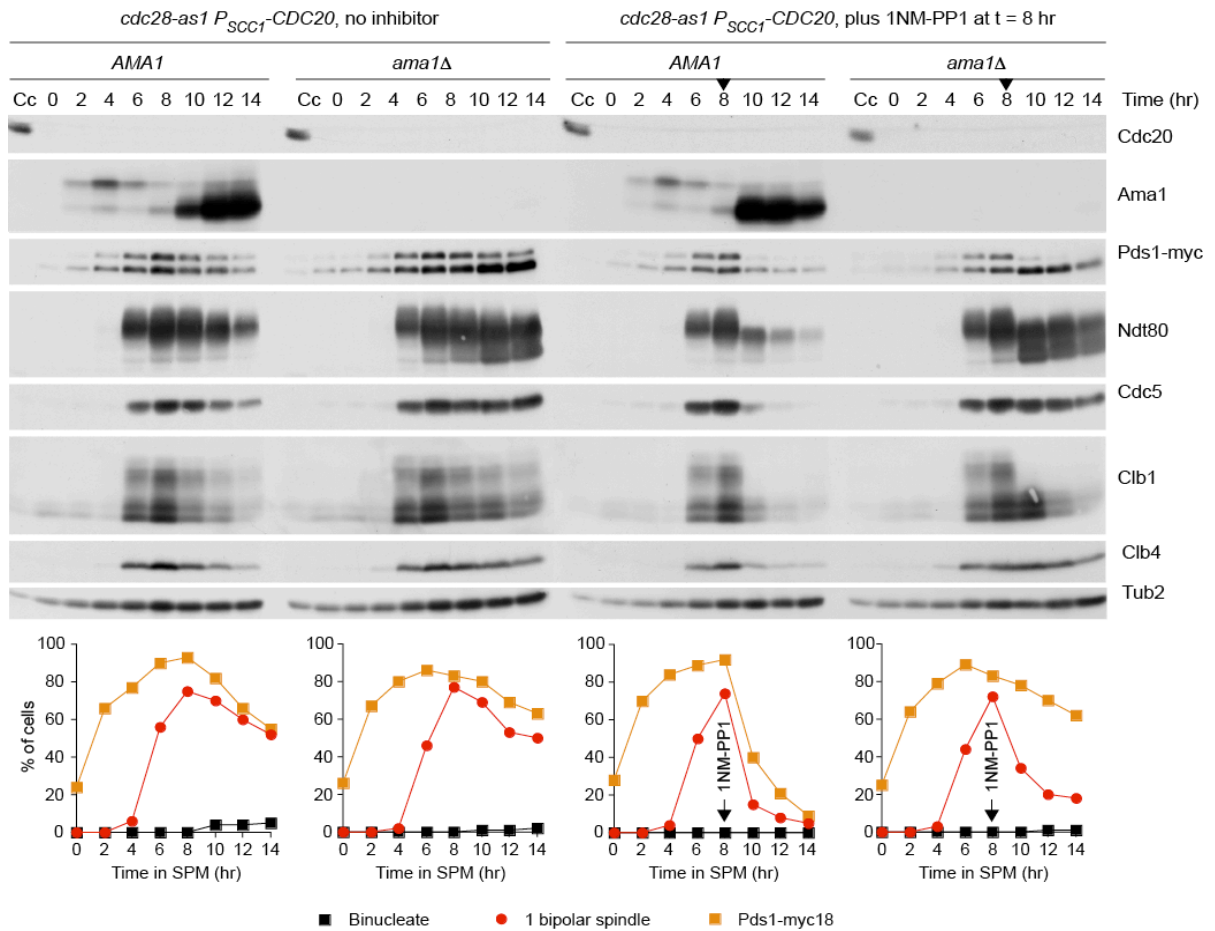 cdc28-as1 PSCC1-CDC20, no inhibitor
cdc28-as1 PSCC1-CDC20, plus 1NM-PP1 at t = 8 hr
AMA1
ama1Δ
AMA1
ama1Δ
Cc 0 2 4 6 8 10 12 14 Cc 0 2 4 6 8 10 12 14 Cc 0 2 4 6 8 10 12 14 Cc 0 2 4 6 8 10 12 14 Time (hr)
Cdc20
Ama1
Pds1-myc
Ndt80
Cdc5
Clb1
Clb4
Tub2
% of cells
100
80
60
40
20
0
0 2 4 6 8 10 12 14
Time in SPM (hr)
100
80
60
40
20
0
0 2 4 6 8 10 12 14
Time in SPM (hr)
100
80
60
40
20
0
1NM-PP1
0 2 4 6 8 10 12 14
Time in SPM (hr)
100
80
60
40
20
0
1NM-PP1
0 2 4 6 8 10 12 14
Time in SPM (hr)
Binucleate
1 bipolar spindle
Pds1-myc18